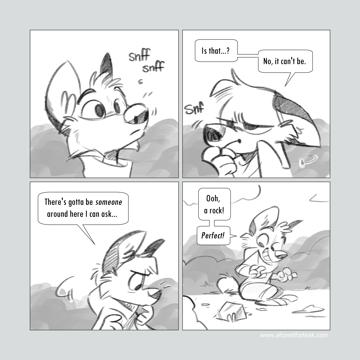 snff
snff
Is that...?
No, it can't be.
Snf
There's gotta be someone
around here I can ask...
Ooh,
a rock!
Perfect!